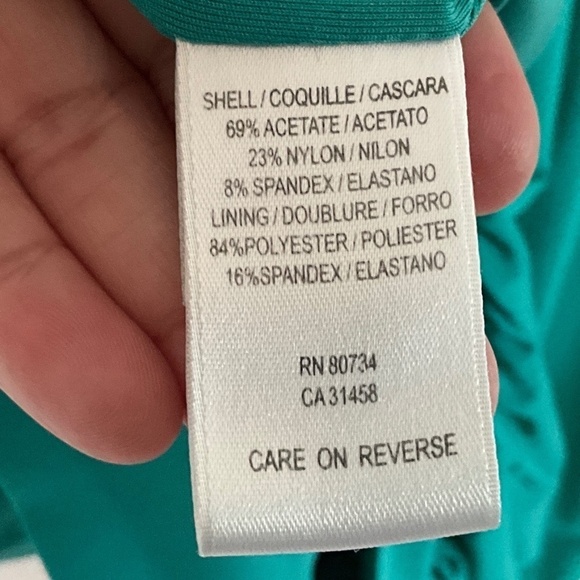 SHELL / COQUILLE / CASCARA
69% ACETATE / ACETATO
23% NYLON / NILON
8% SPANDEX / ELASTANO
LINING / DOUBLURE / FORRO
84%POLYESTER / POLIESTER
16%SPANDEX / ELASTANO
RN 80734
CA 31458
CARE ON REVERSE